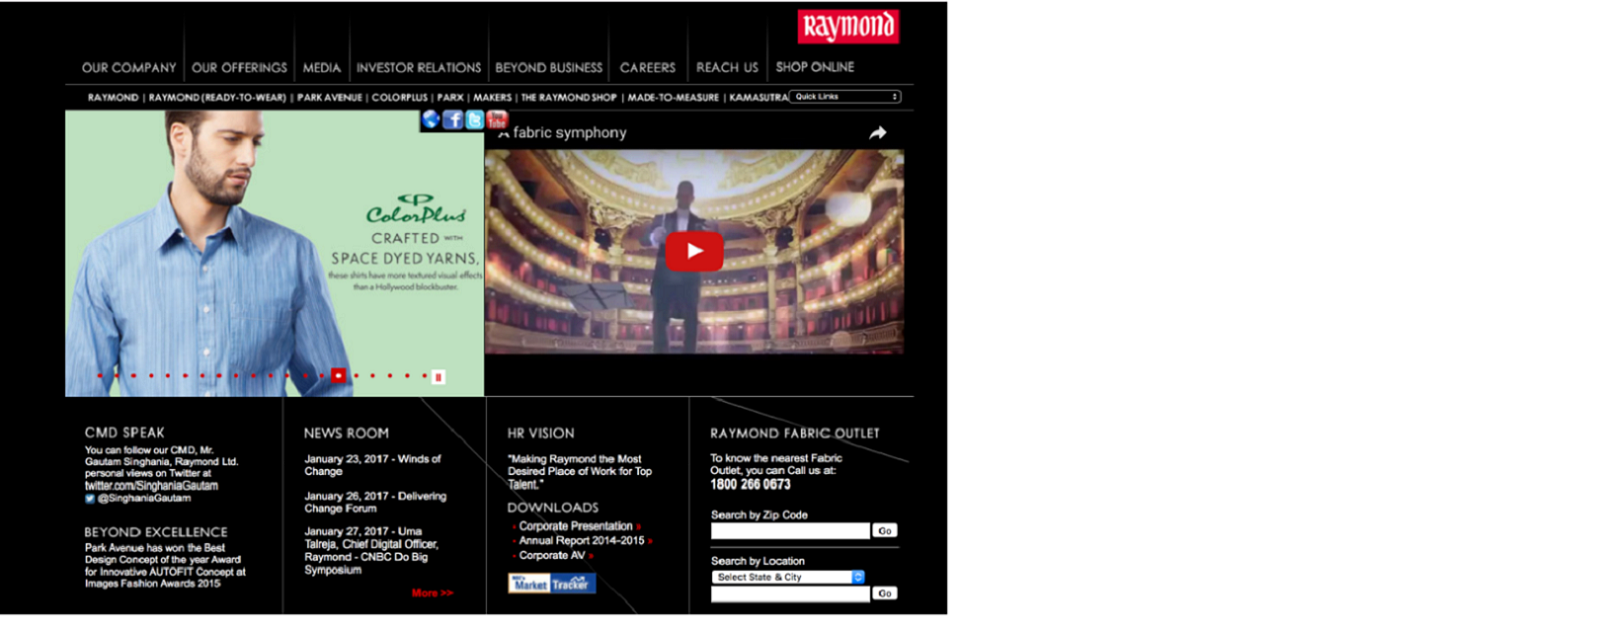 Raymond
OUR COMPANY
OUR OFFERINGS
MEDIA
INVESTOR RELATIONS
BEYOND BUSINESS
CAREERS
REACH US
SHOP ONLINE
RAYMOND | RAYMOND (READY-TO-WEAR) | PARK AVENUE | COLORPLUS | PARX | MAKERS | THE RAYMOND SHOP | MADE-TO-MEASURE | KAMASUTRA
Quick Links
You
Tube
A fabric symphony
CP
ColorPlus
CRAFTED WITH
SPACE DYED YARNS,
these shirts have more textured visual effects
than a Hollywood blockbuster.
CMD SPEAK
You can follow our CMD, Mr.
Gautam Singhania, Raymond Ltd.
personal views on Twitter at
twitter.com/SinghaniaGautam
@SinghaniaGautam
BEYOND EXCELLENCE
Park Avenue has won the Best
Design Concept of the year Award
for Innovative AUTOFIT Concept at
Images Fashion Awards 2015
NEWS ROOM
January 23, 2017 - Winds of
Change
January 26, 2017 - Delivering
Change Forum
January 27, 2017 - Uma
Talreja, Chief Digital Officer,
Raymond - CNBC Do Big
Symposium
More >>
HR VISION
"Making Raymond the Most
Desired Place of Work for Top
Talent."
DOWNLOADS
Corporate Presentation »
Annual Report 2014-2015 »
Corporate AV »
Market Tracker
RAYMOND FABRIC OUTLET
To know the nearest Fabric
Outlet, you can Call us at:
1800 266 0673
Search by Zip Code
Go
Search by Location
Select State & City
Go